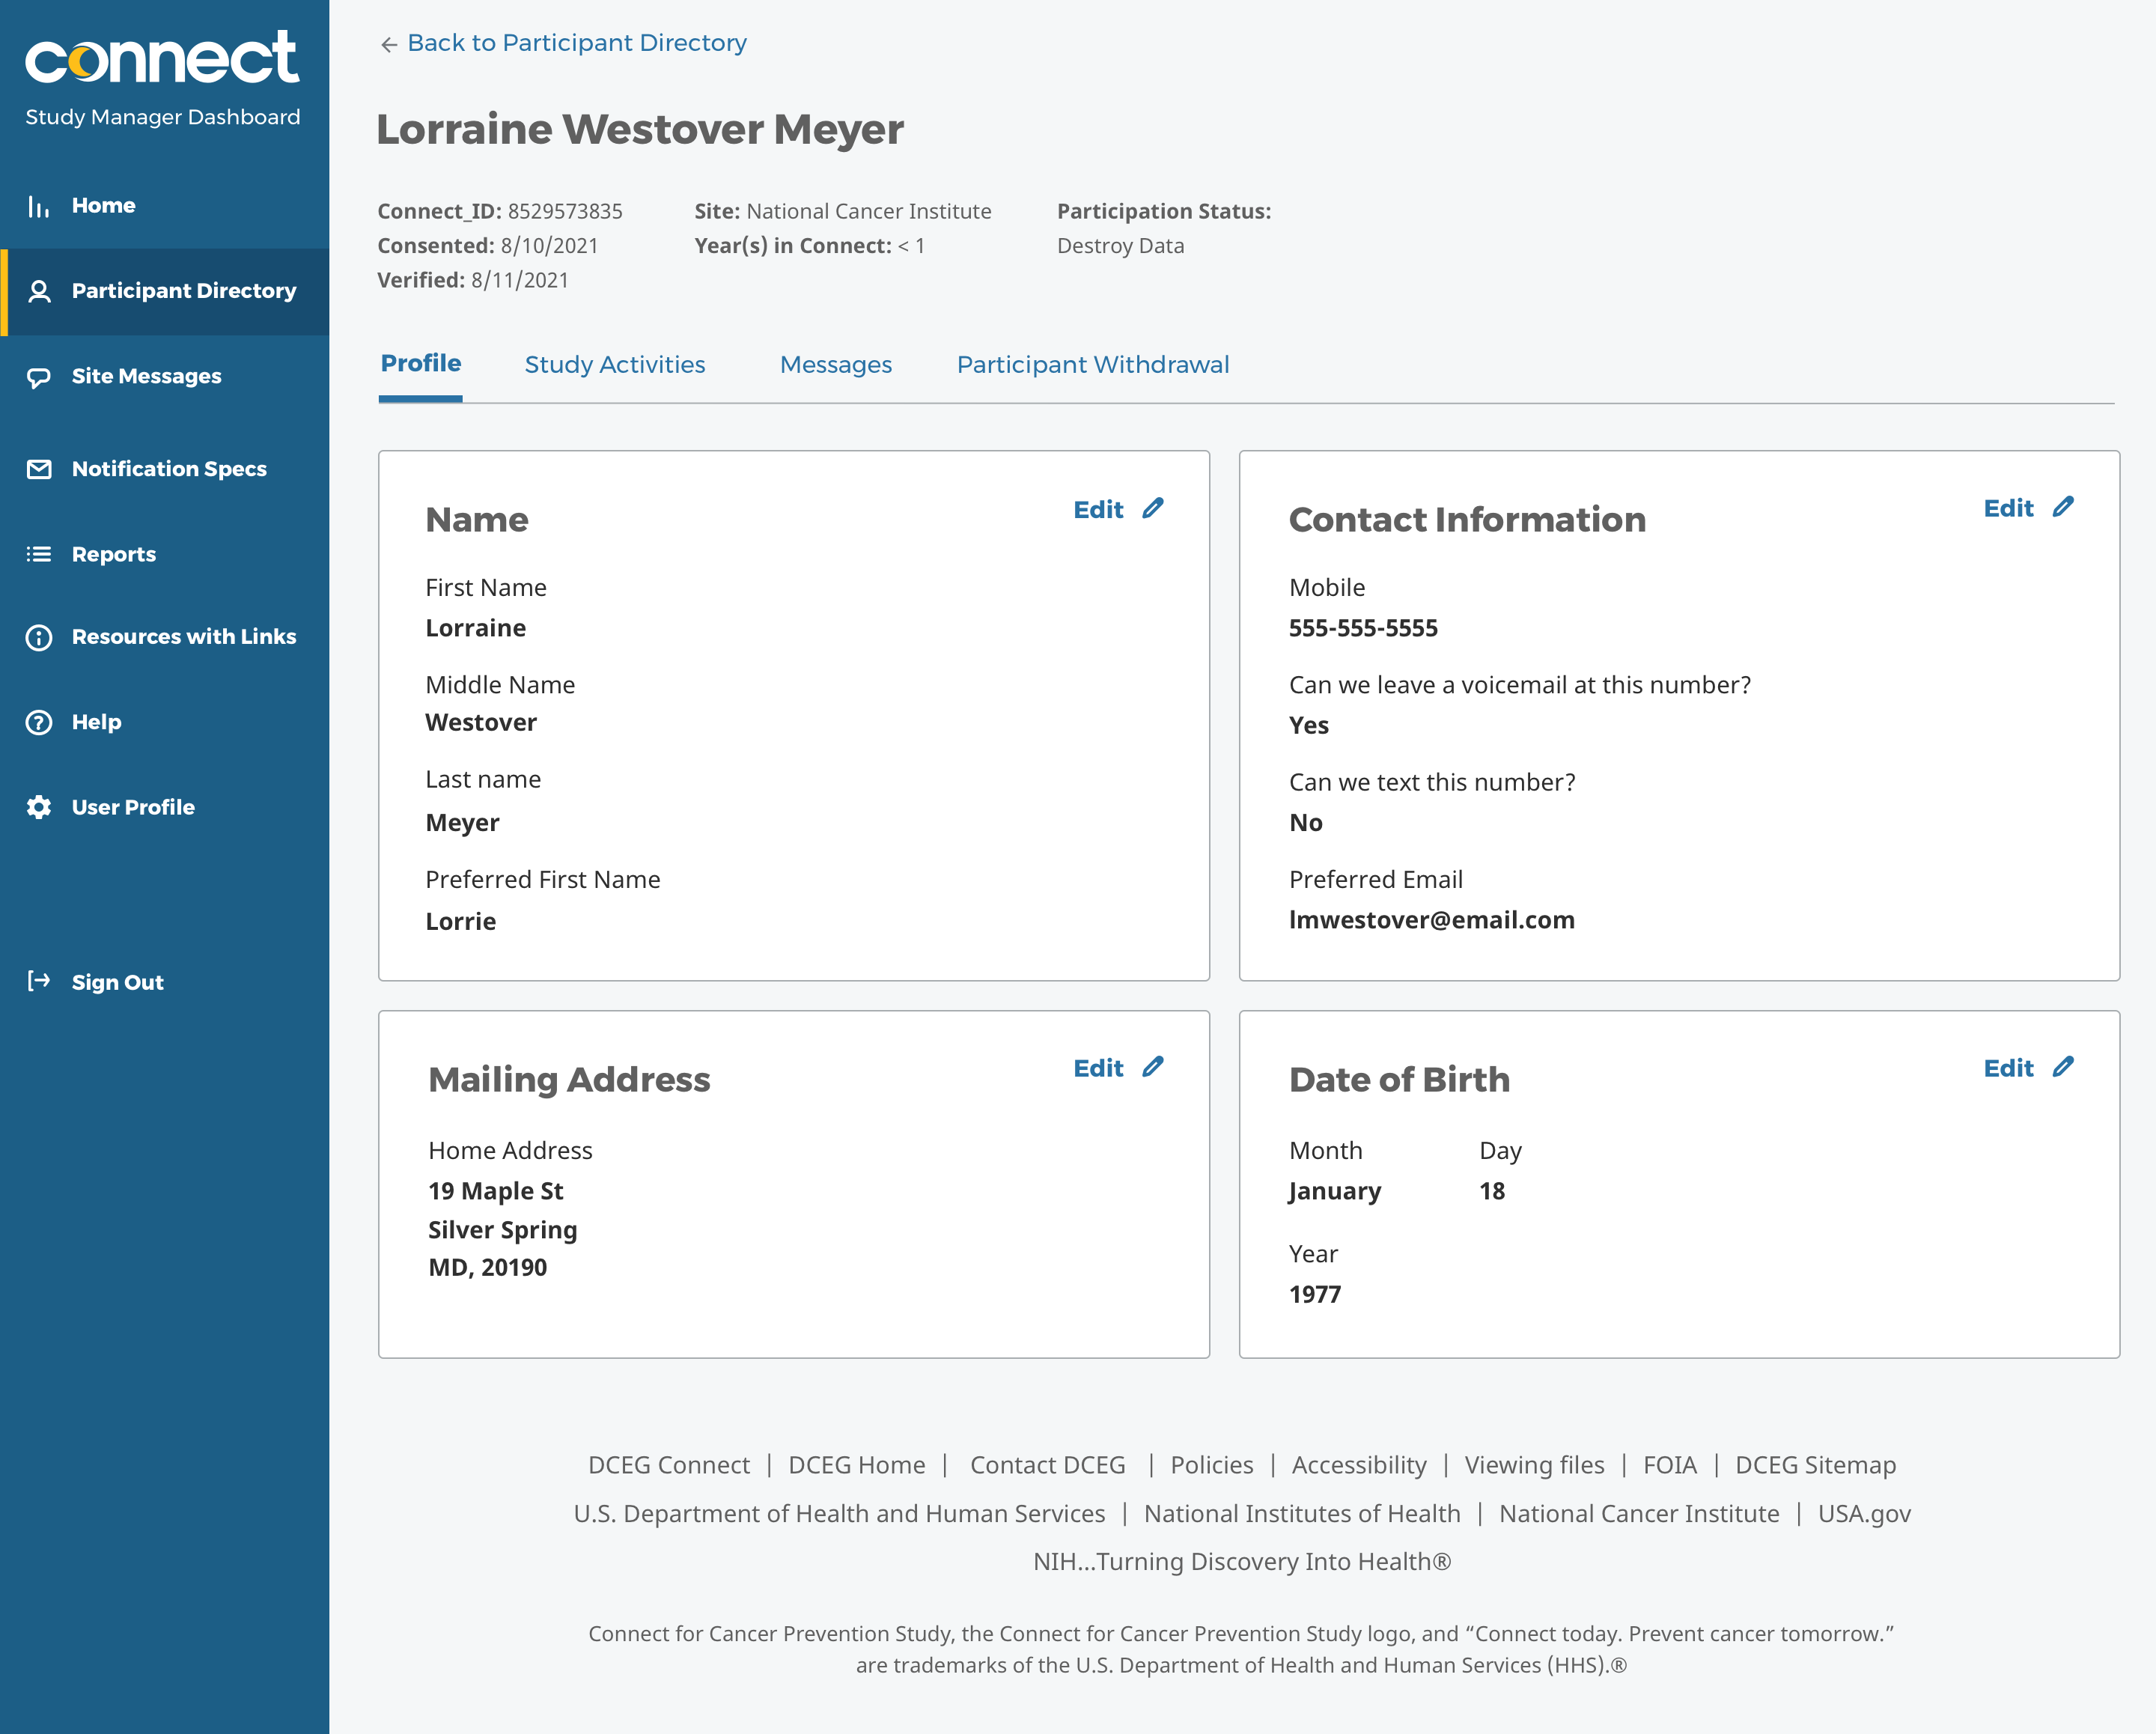 connect
Study Manager Dashboard
Home
Participant Directory
Site Messages
Notification Specs
Reports
Resources with Links
Help
User Profile
Sign Out
Back to Participant Directory
Lorraine Westover Meyer
Connect_ID: 8529573835
Consented: 8/10/2021
Verified: 8/11/2021
Site: National Cancer Institute
Year(s) in Connect: < 1
Participation Status:
Destroy Data
Profile Study Activities Messages Participant Withdrawal
Name Edit
First Name
Lorraine
Middle Name
Westover
Last name
Meyer
Preferred First Name
Lorrie
Contact Information Edit
Mobile
555-555-5555
Can we leave a voicemail at this number?
Yes
Can we text this number?
No
Preferred Email
lmwestover@email.com
Mailing Address Edit
Home Address
19 Maple St
Silver Spring
MD, 20190
Date of Birth Edit
Month Day
January 18
Year
1977
DCEG Connect | DCEG Home | Contact DCEG | Policies | Accessibility | Viewing files | FOIA | DCEG Sitemap
U.S. Department of Health and Human Services | National Institutes of Health | National Cancer Institute | USA.gov
NIH...Turning Discovery Into Health®
Connect for Cancer Prevention Study, the Connect for Cancer Prevention Study logo, and “Connect today. Prevent cancer tomorrow.”
are trademarks of the U.S. Department of Health and Human Services (HHS).®